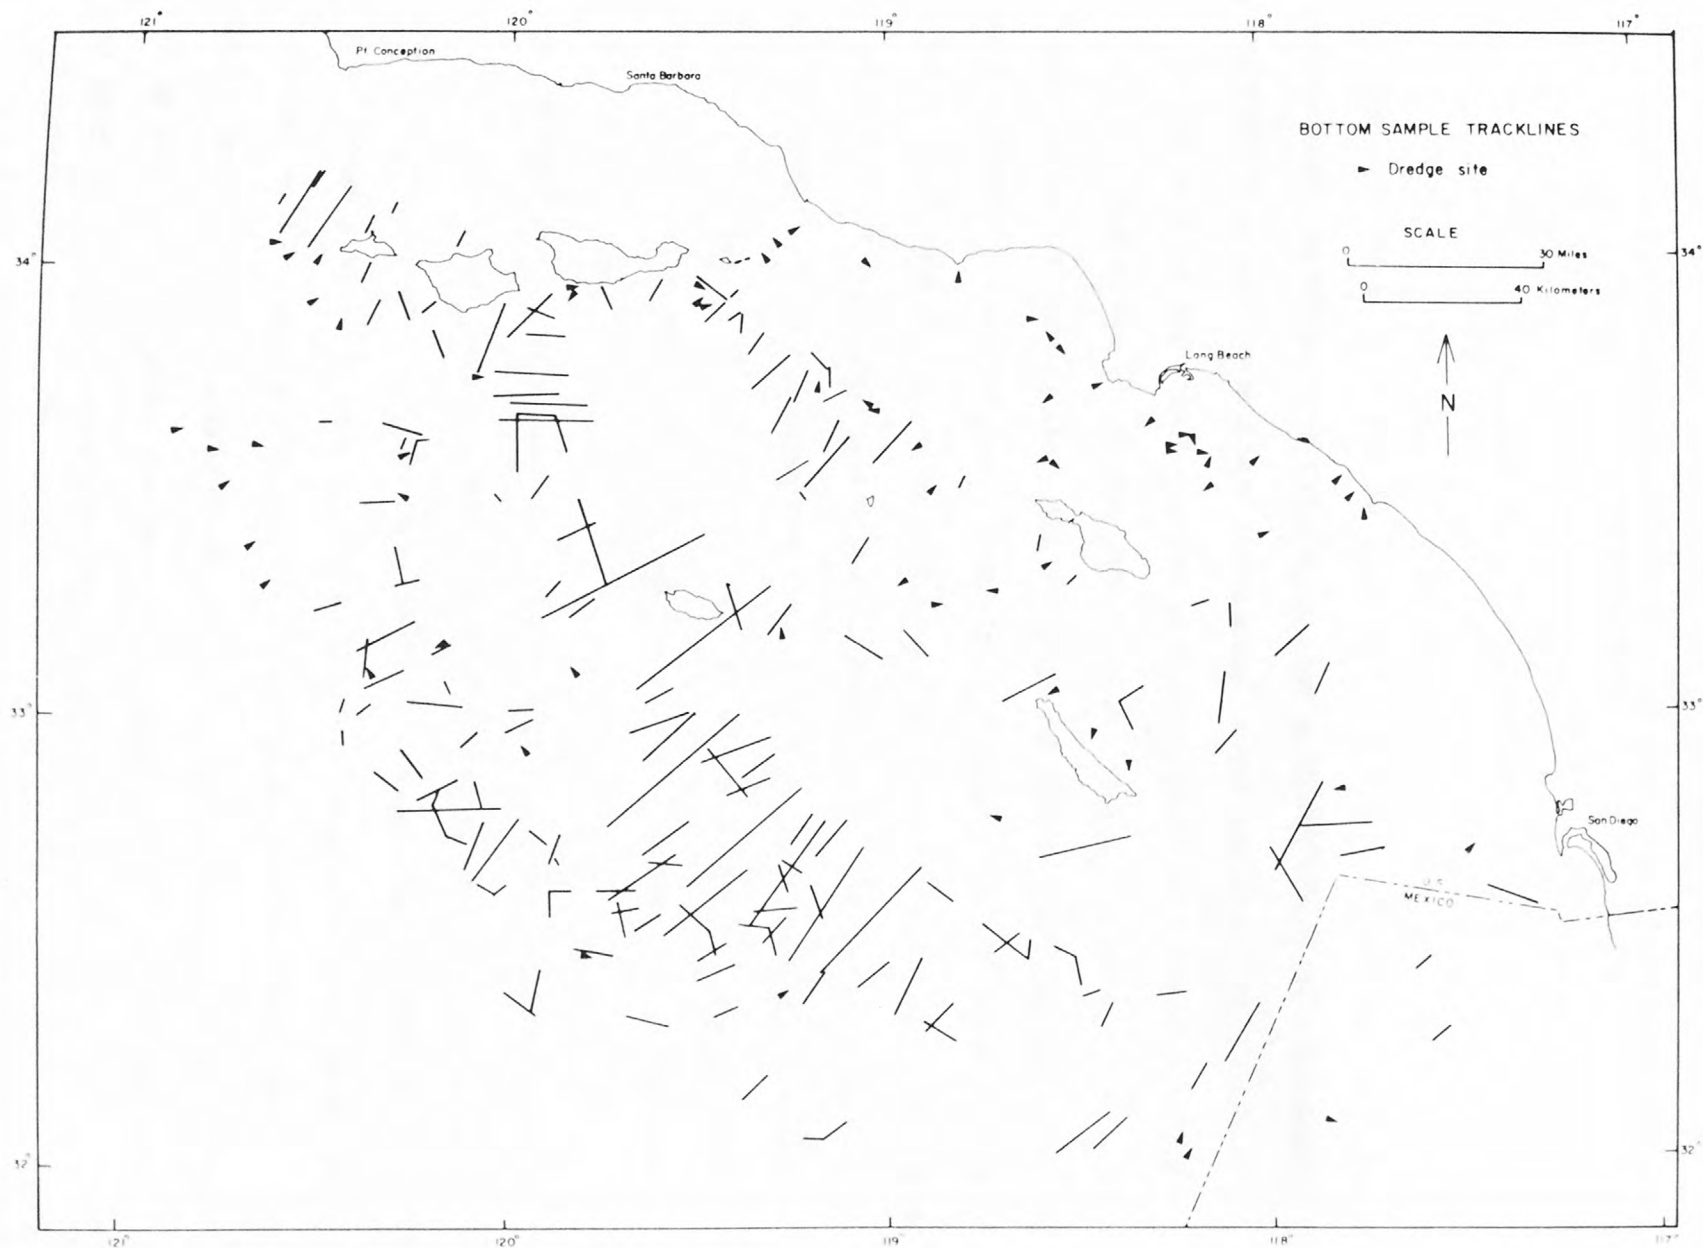 121° 120° 119° 118° 117°
Pt Conception
Santa Barbara
BOTTOM SAMPLE TRACKLINES
Dredge site
SCALE
0 30 Miles
0 40 Kilometers
34° 34°
N
Long Beach
33° 33°
San Diego
U.S.
MEXICO
32° 32°
121° 120° 119° 118° 117°